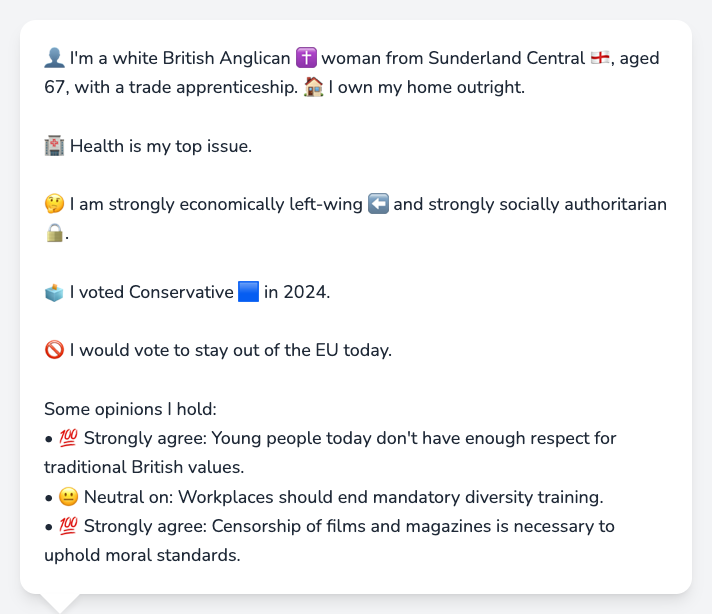 👤 I'm a white British Anglican ✝️ woman from Sunderland Central 🏴󠁧󠁢󠁥󠁮󠁧󠁿, aged
67, with a trade apprenticeship. 🏠 I own my home outright.
🏥 Health is my top issue.
🤔 I am strongly economically left-wing ⬅️ and strongly socially authoritarian
🔒.
🗳️ I voted Conservative 🟦 in 2024.
🚫 I would vote to stay out of the EU today.
Some opinions I hold:
• 💯 Strongly agree: Young people today don't have enough respect for
traditional British values.
• 😐 Neutral on: Workplaces should end mandatory diversity training.
• 💯 Strongly agree: Censorship of films and magazines is necessary to
uphold moral standards.